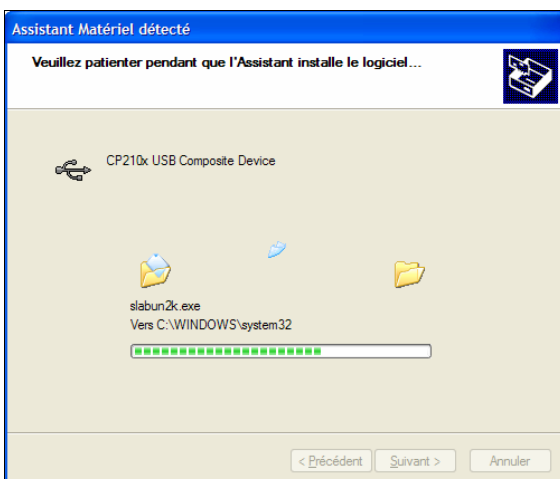 Assistant Matériel détecté
Veuillez patienter pendant que l'Assistant installe le logiciel...
CP210x USB Composite Device
slabun2k.exe
Vers C:\WINDOWS\system32
< Précédent Suivant > Annuler